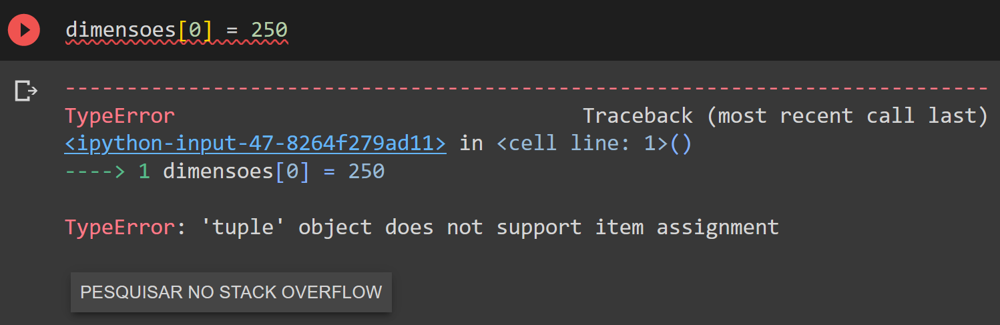 dimensoes[0] = 250
---------------------------------------------------------------------------
TypeError                                 Traceback (most recent call last)
<ipython-input-47-8264f279ad11> in <cell line: 1>()
----> 1 dimensoes[0] = 250
TypeError: 'tuple' object does not support item assignment
PESQUISAR NO STACK OVERFLOW